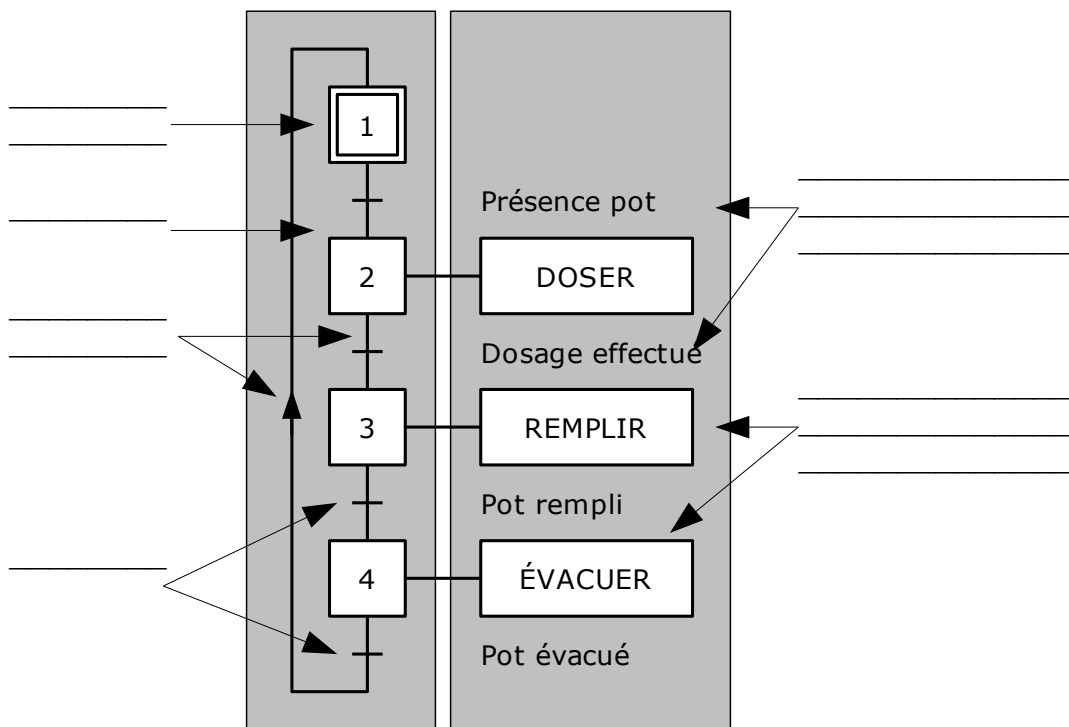 1
Présence pot
2
DOSER
Dosage effectué
3
REMPLIR
Pot rempli
4
ÉVACUER
Pot évacué